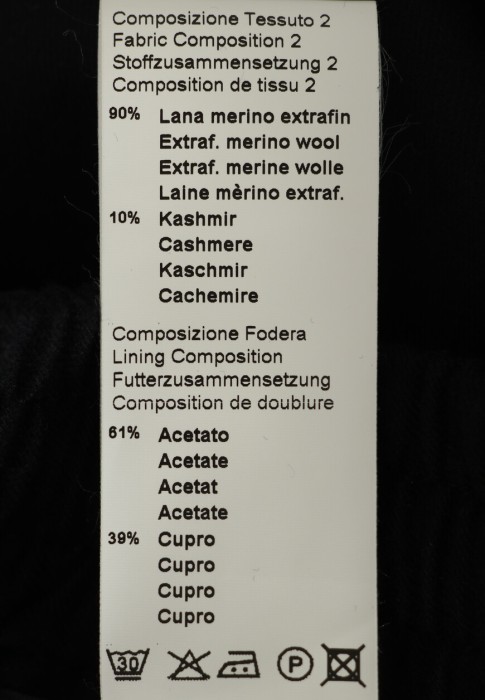 Composizione Tessuto 2
Fabric Composition 2
Stoffzusammensetzung 2
Composition de tissu 2
90% Lana merino extrafin
Extraf. merino wool
Extraf. merine wolle
Laine mèrino extraf.
10% Kashmir
Cashmere
Kaschmir
Cachemire
Composizione Fodera
Lining Composition
Futterzusammensetzung
Composition de doublure
61% Acetato
Acetate
Acetat
Acetate
39% Cupro
Cupro
Cupro
Cupro
30 P